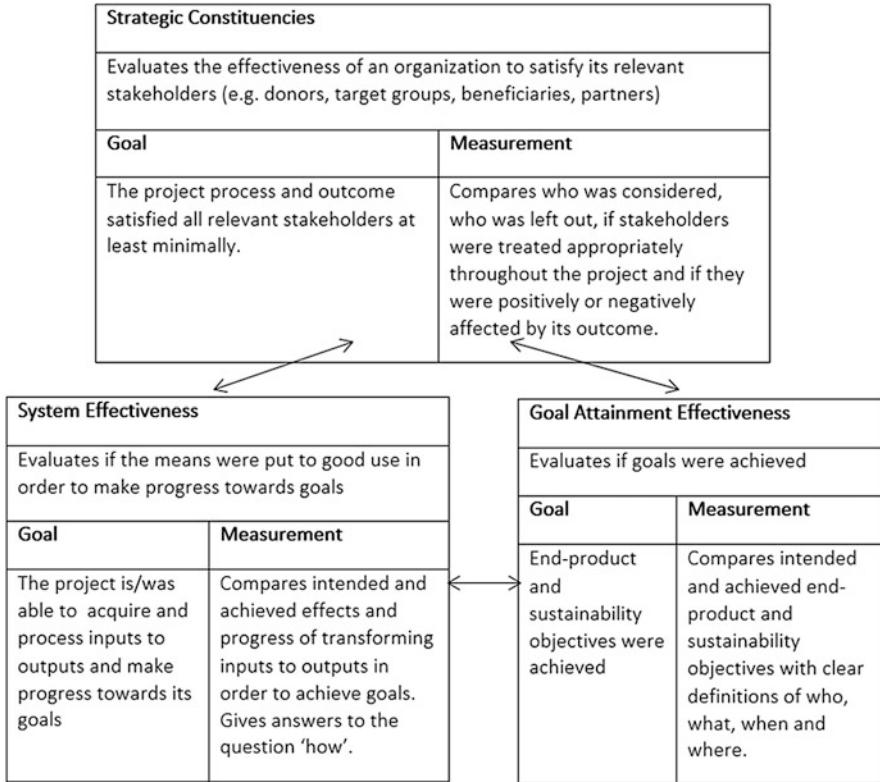 Strategic Constituencies
Evaluates the effectiveness of an organization to satisfy its relevant
stakeholders (e.g. donors, target groups, beneficiaries, partners)
Goal
The project process and outcome
satisfied all relevant stakeholders at
least minimally.
Measurement
Compares who was considered,
who was left out, if stakeholders
were treated appropriately
throughout the project and if they
were positively or negatively
affected by its outcome.
System Effectiveness
Evaluates if the means were put to good use in
order to make progress towards goals
Goal
The project is/was
able to acquire and
process inputs to
outputs and make
progress towards its
goals
Measurement
Compares intended and
achieved effects and
progress of transforming
inputs to outputs in
order to achieve goals.
Gives answers to the
question ‘how’.
Goal Attainment Effectiveness
Evaluates if goals were achieved
Goal
End-product
and
sustainability
objectives were
achieved
Measurement
Compares intended
and achieved end-
product and
sustainability
objectives with clear
definitions of who,
what, when and
where.